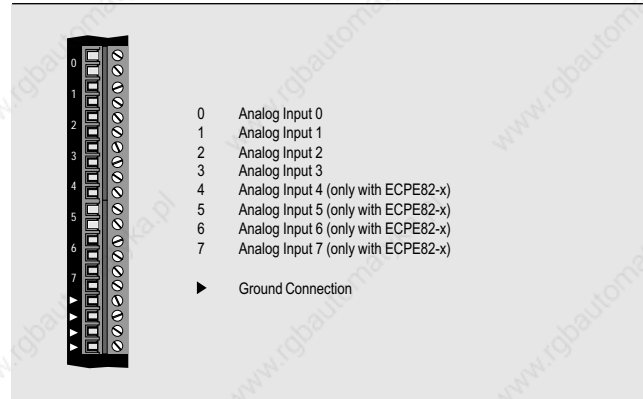 0
1
2
3
4
5
6
7
0 Analog Input 0
1 Analog Input 1
2 Analog Input 2
3 Analog Input 3
4 Analog Input 4 (only with ECPE82-x)
5 Analog Input 5 (only with ECPE82-x)
6 Analog Input 6 (only with ECPE82-x)
7 Analog Input 7 (only with ECPE82-x)
▶ Ground Connection